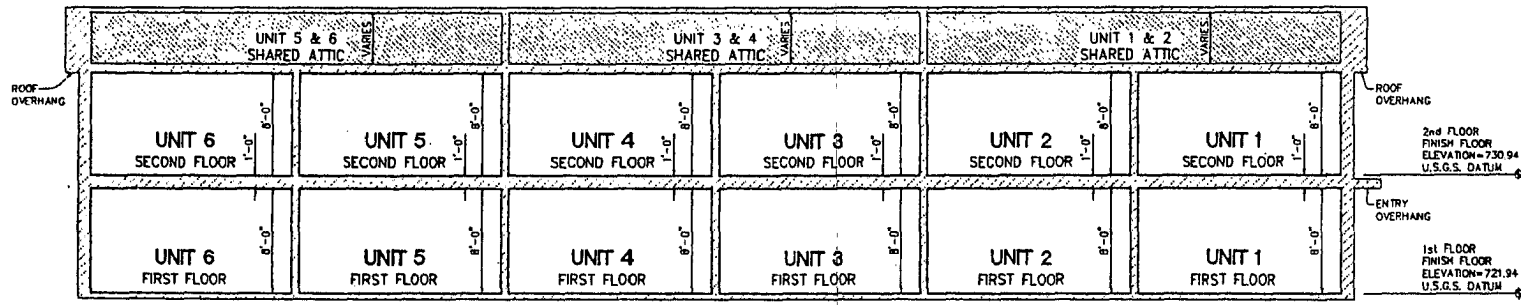 UNIT 5 & 6
SHARED ATTIC
VARIES
UNIT 3 & 4
SHARED ATTIC
VARIES
UNIT 1 & 2
SHARED ATTIC
VARIES
ROOF
OVERHANG
ROOF
OVERHANG
UNIT 6
SECOND FLOOR
1'-0"
8'-0"
UNIT 5
SECOND FLOOR
1'-0"
8'-0"
UNIT 4
SECOND FLOOR
1'-0"
8'-0"
UNIT 3
SECOND FLOOR
1'-0"
8'-0"
UNIT 2
SECOND FLOOR
1'-0"
8'-0"
UNIT 1
SECOND FLOOR
1'-0"
8'-0"
2nd FLOOR
FINISH FLOOR
ELEVATION=730.94
U.S.G.S. DATUM
ENTRY
OVERHANG
UNIT 6
FIRST FLOOR
8'-0"
UNIT 5
FIRST FLOOR
8'-0"
UNIT 4
FIRST FLOOR
8'-0"
UNIT 3
FIRST FLOOR
8'-0"
UNIT 2
FIRST FLOOR
8'-0"
UNIT 1
FIRST FLOOR
8'-0"
1st FLOOR
FINISH FLOOR
ELEVATION=721.94
U.S.G.S. DATUM